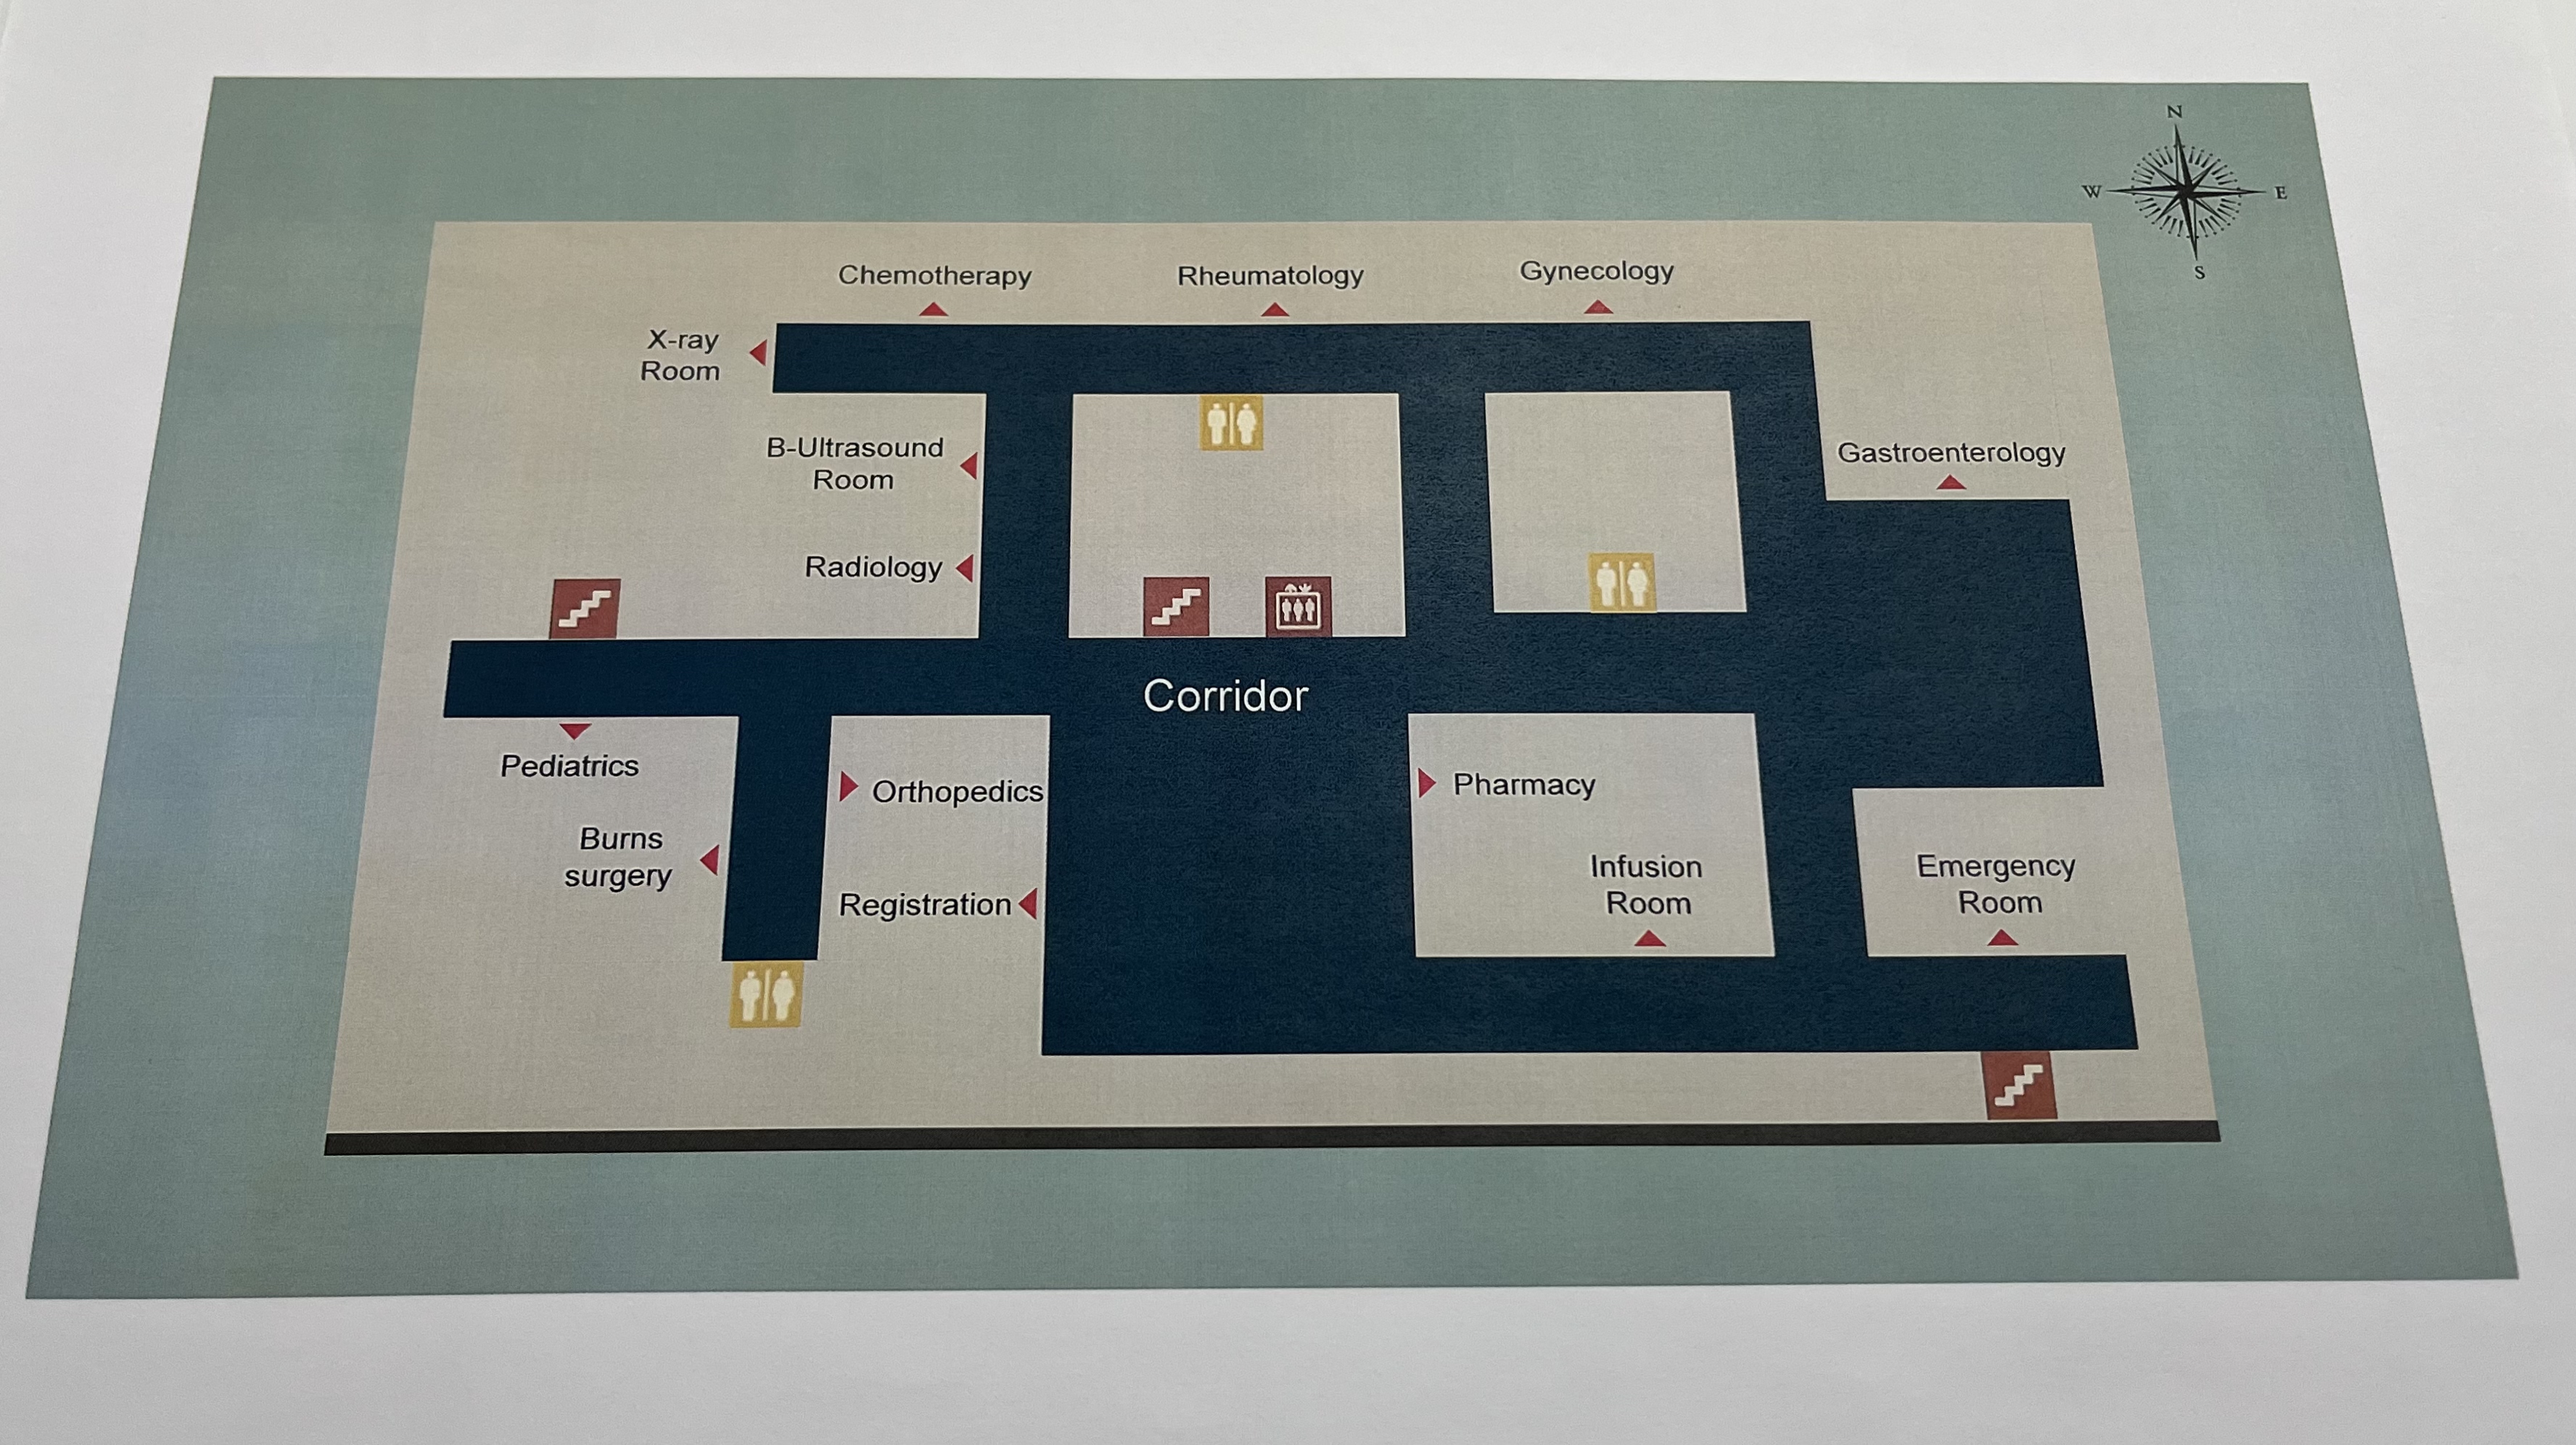 N
W
E
S
Chemotherapy
Rheumatology
Gynecology
X-ray
Room
B-Ultrasound
Room
Gastroenterology
Radiology
Corridor
Pediatrics
Orthopedics
Pharmacy
Burns
surgery
Registration
Infusion
Room
Emergency
Room